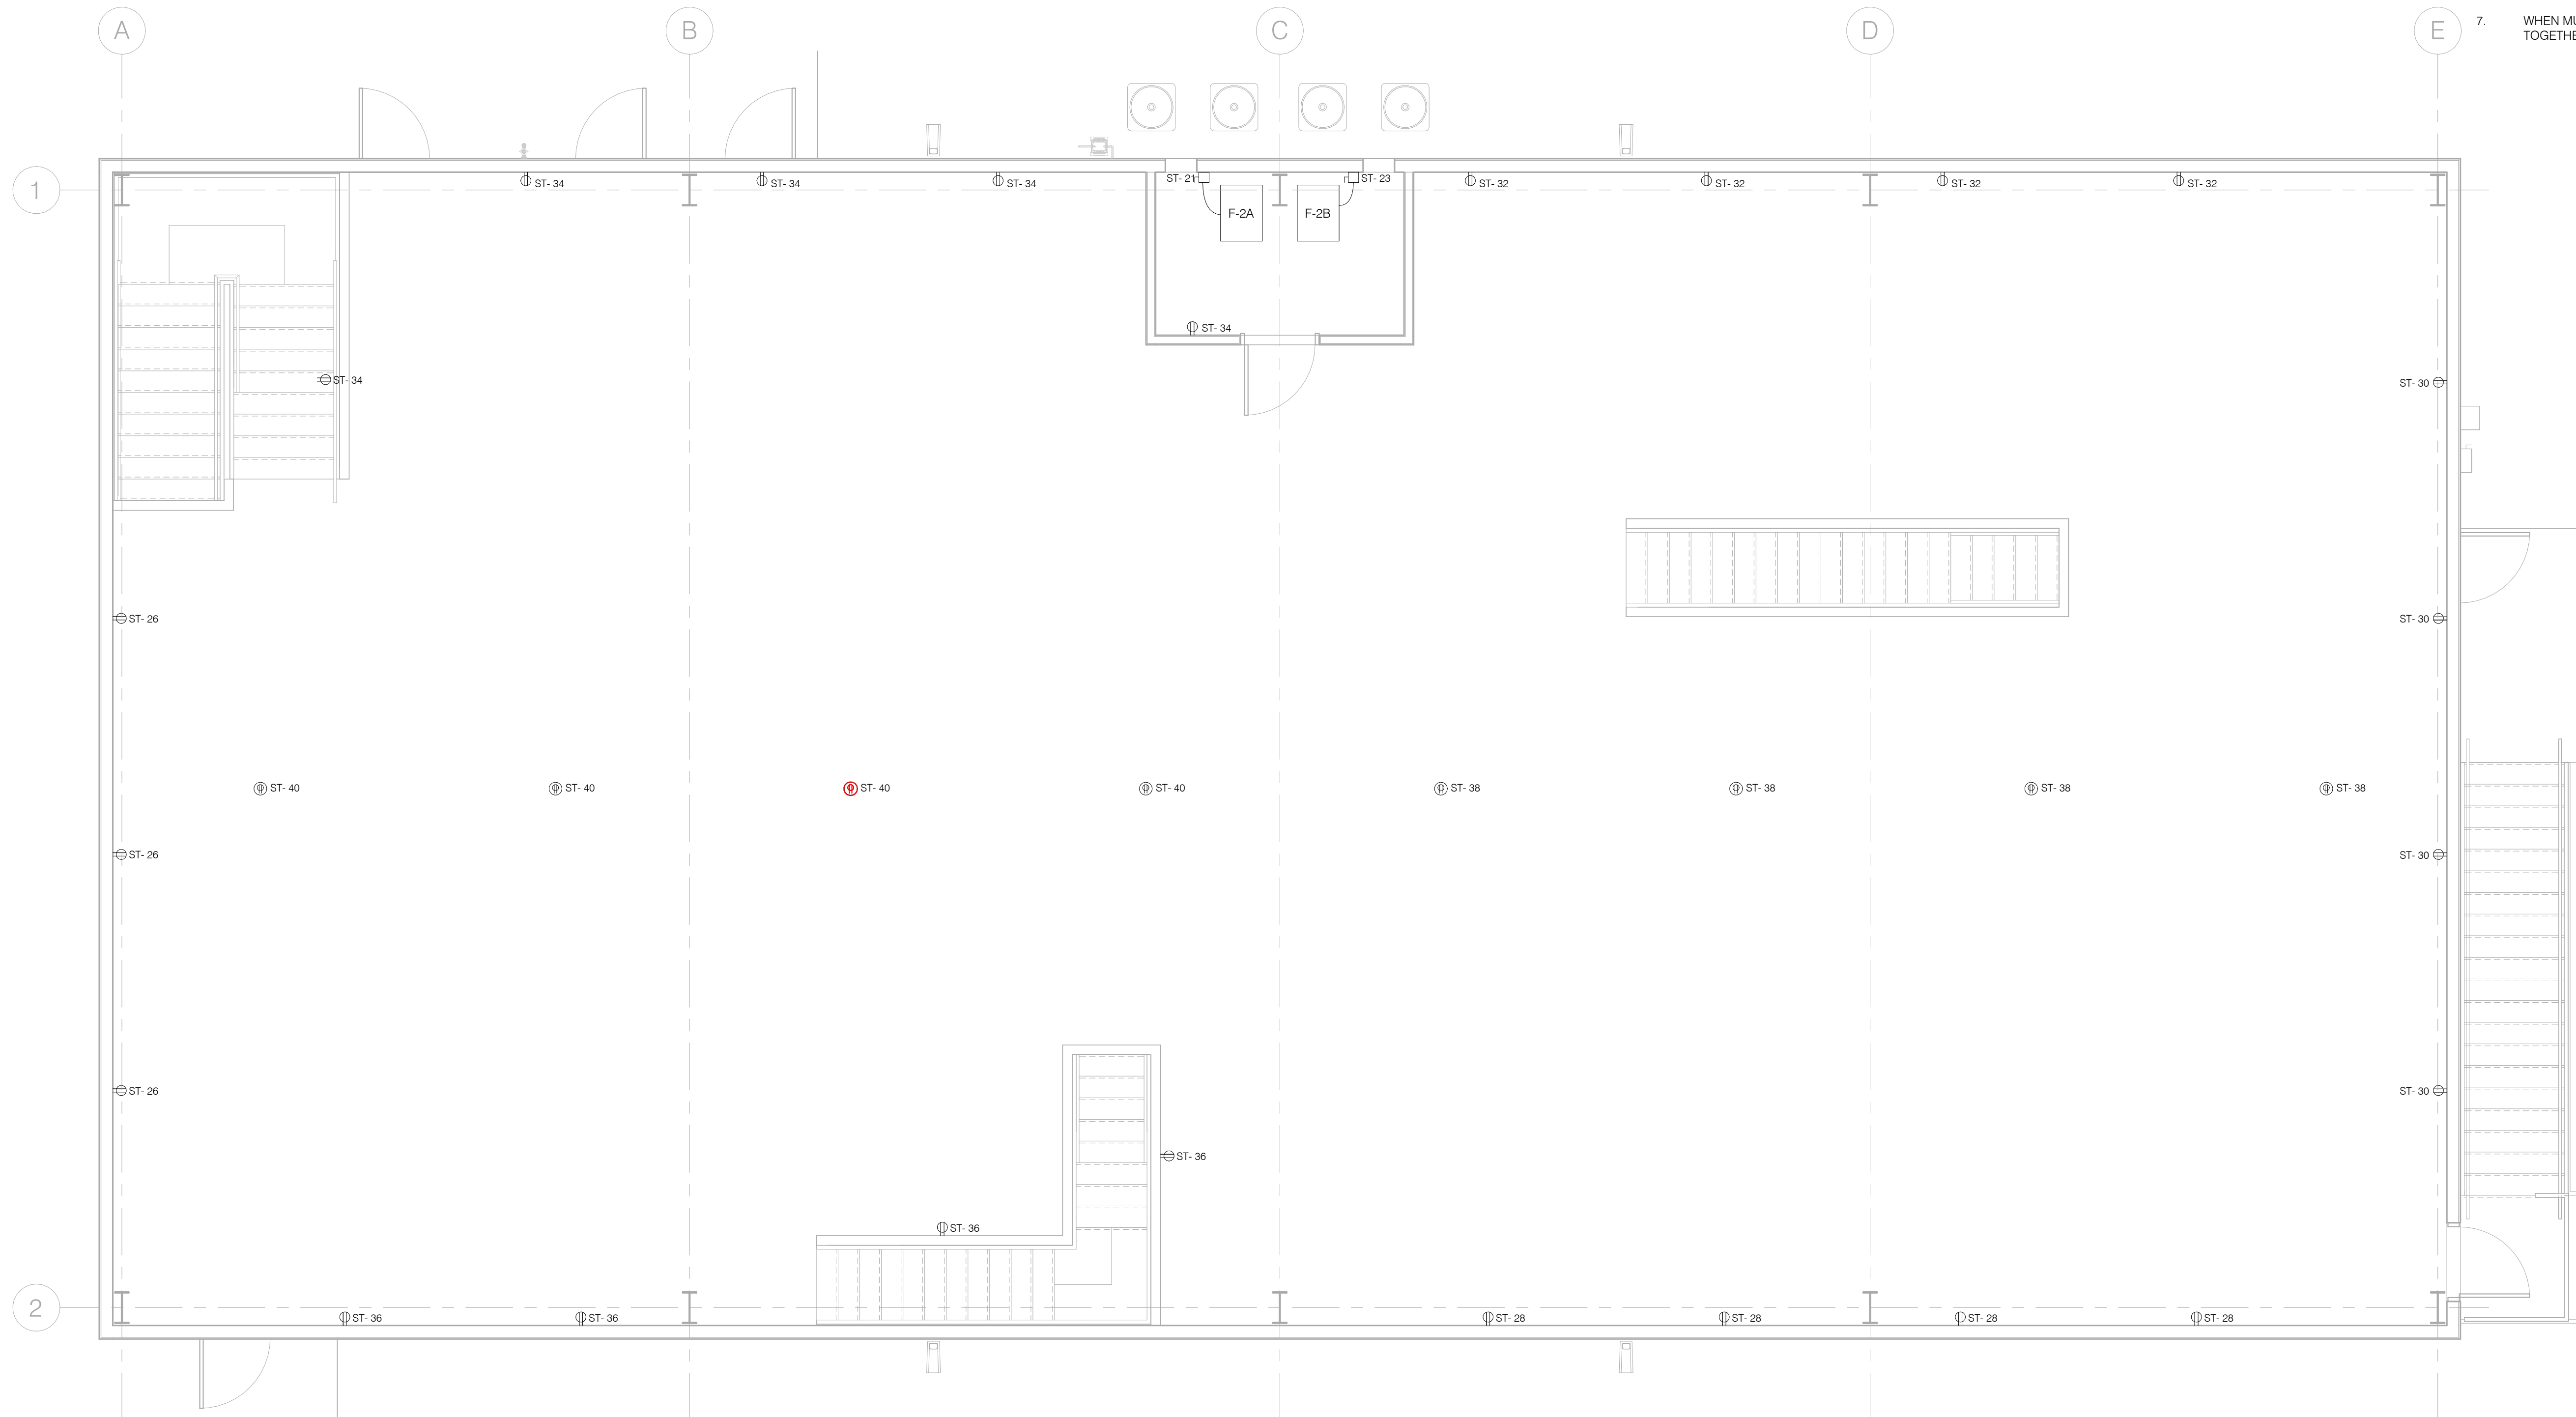 A
B
C
D
E
7. WHEN MU
TOGETHE
1
ST- 34
ST- 34
ST- 34
ST- 21
ST- 23
ST- 32
ST- 32
ST- 32
ST- 32
F-2A
F-2B
ST- 34
ST- 34
ST- 30
ST- 26
ST- 30
ST- 40
ST- 40
ST- 40
ST- 40
ST- 38
ST- 38
ST- 38
ST- 38
ST- 26
ST- 30
ST- 26
ST- 30
ST- 36
ST- 36
2
ST- 36
ST- 36
ST- 28
ST- 28
ST- 28
ST- 28